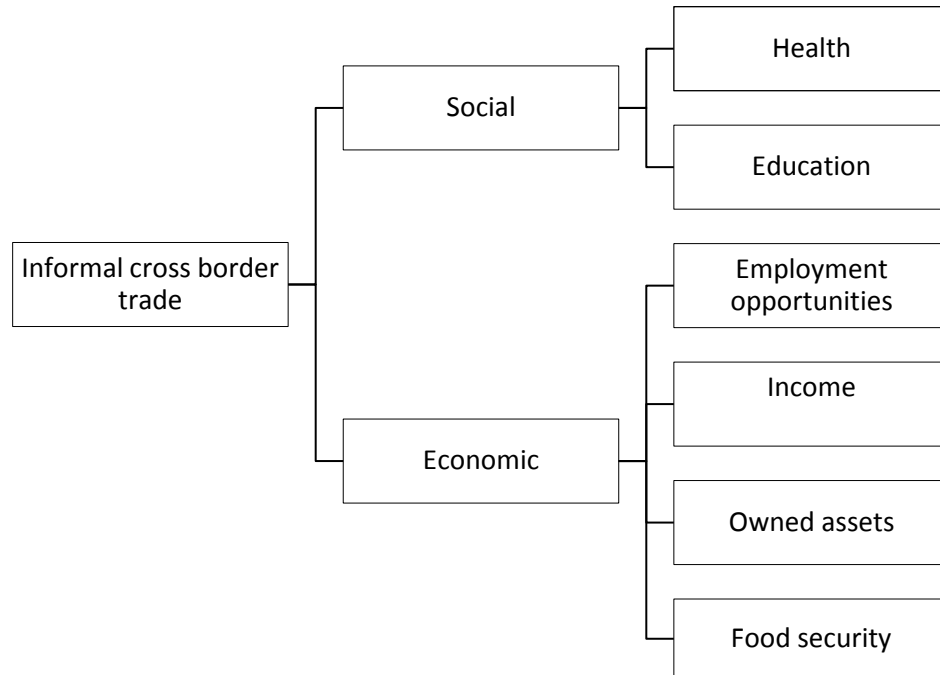 Health
Social
Education
Informal cross border
trade
Employment
opportunities
Income
Economic
Owned assets
Food security